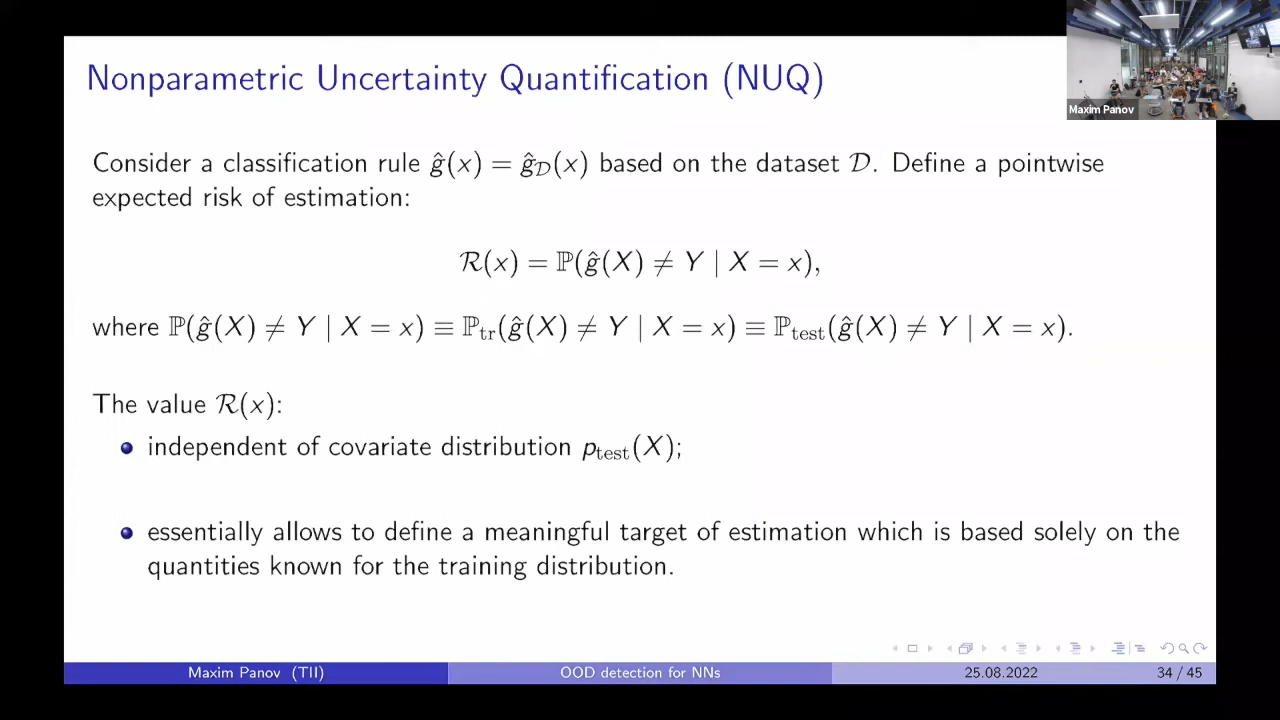 Nonparametric Uncertainty Quantification (NUQ)
Maxim Panov
Consider a classification rule ĝ(x) = ĝ_𝒟(x) based on the dataset 𝒟. Define a pointwise
expected risk of estimation:
ℛ(x) = ℙ(ĝ(X) ≠ Y | X = x),
where ℙ(ĝ(X) ≠ Y | X = x) ≡ ℙ_tr(ĝ(X) ≠ Y | X = x) ≡ ℙ_test(ĝ(X) ≠ Y | X = x).
The value ℛ(x):
independent of covariate distribution p_test(X);
essentially allows to define a meaningful target of estimation which is based solely on the
quantities known for the training distribution.
Maxim Panov (TII) OOD detection for NNs 25.08.2022 34 / 45